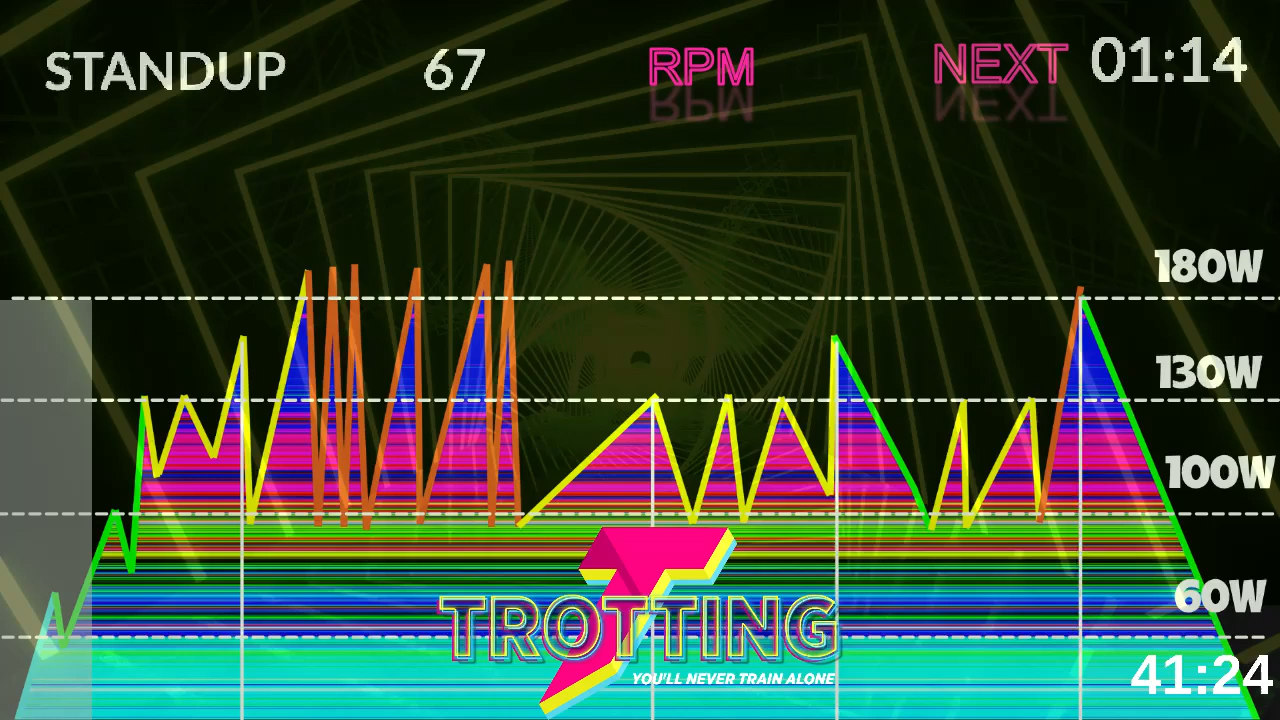 STANDUP 67 RPM NEXT 01:14
180W
130W
100W
60W
TROTTING
YOU'LL NEVER TRAIN ALONE
41:24